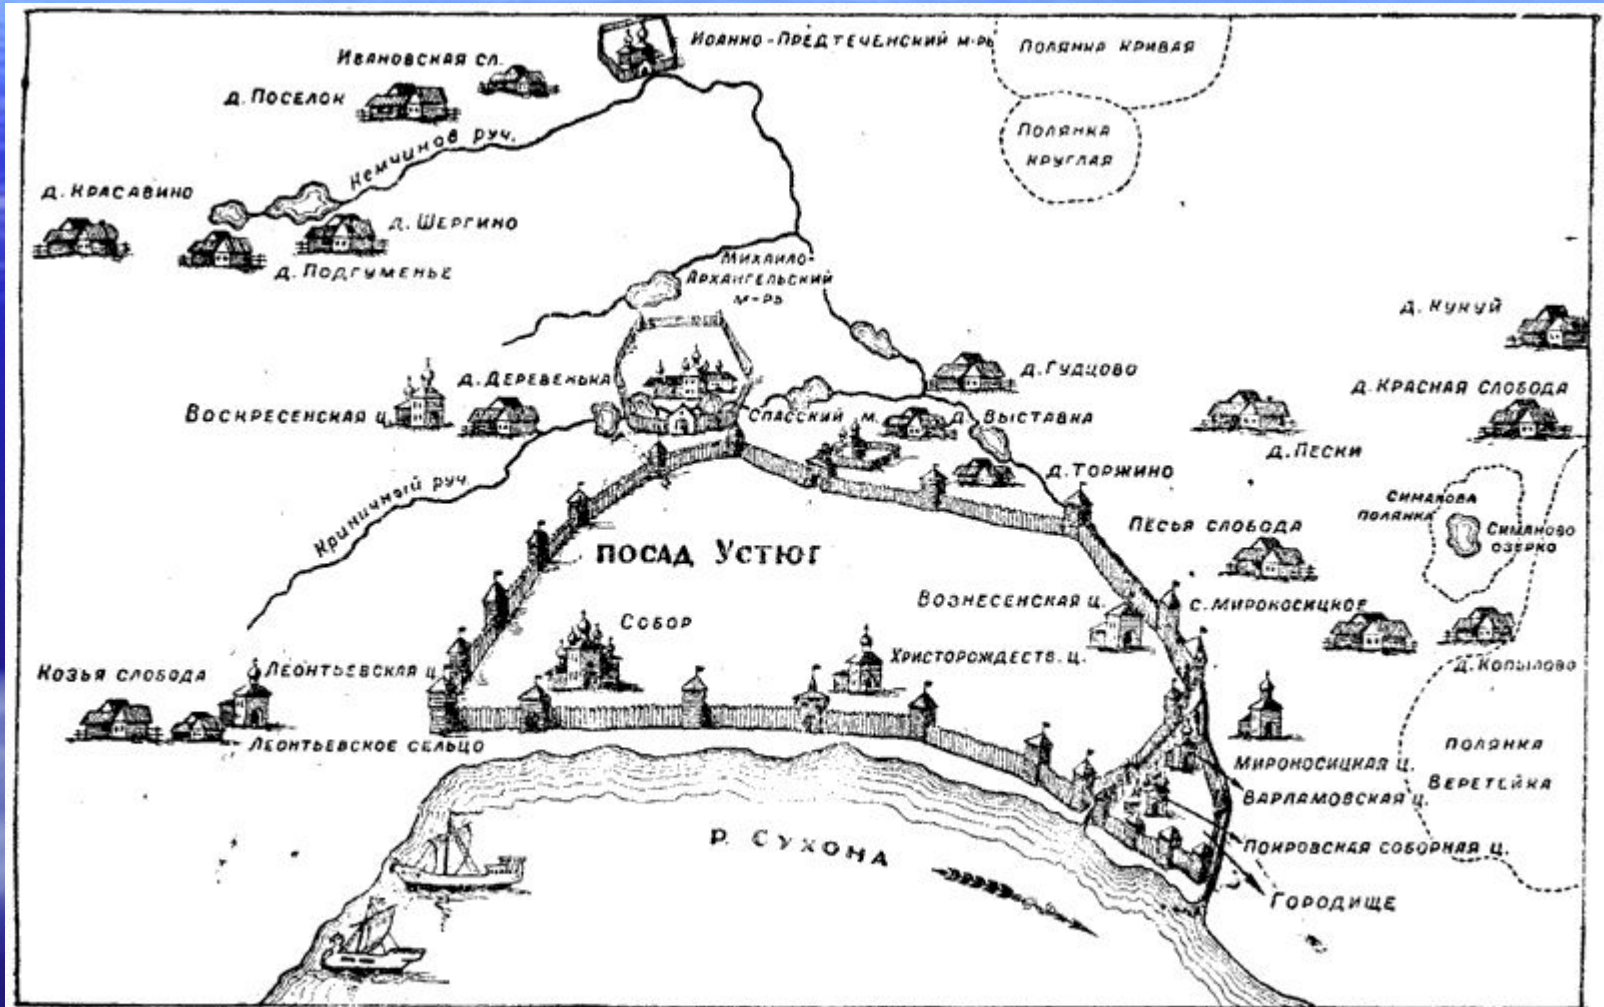 Иоанно-Предтеченский м-рь
Полянка Кривая
Ивановская сл.
д. Поселок
Полянка
Круглая
Немчинов руч.
д. Красавино
д. Шергино
д. Подгуменье
Михаило-
Архангельский
м-рь
д. Кукуй
д. Гудцово
д. Деревенька
д. Красная Слобода
Воскресенская ц.
Спасский м.
д. Выставка
д. Пески
д. Торжино
Криничный руч.
Симанова
полянка
Симаново
озерко
Песья слобода
ПОСАД УСТЮГ
Вознесенская ц.
с. Мироносицкое
Собор
Христорождеств. ц.
Козья слобода
Леонтьевская ц.
д. Копылово
Леонтьевское сельцо
Полянка
Веретейка
Мироносицкая ц.
Варламовская ц.
р. Сухона
Покровская соборная ц.
Городище